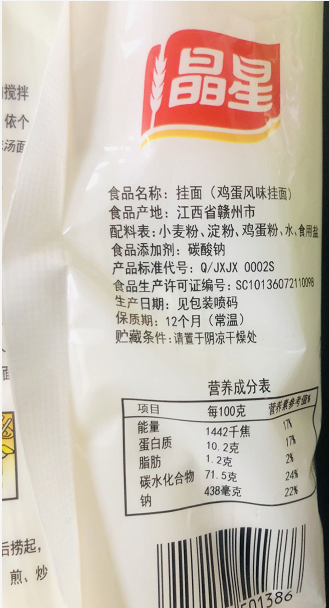 晶星
搅拌
依个
汤面
食品名称：挂面（鸡蛋风味挂面）
食品产地：江西省赣州市
配料表：小麦粉、淀粉、鸡蛋粉、水、食用盐
食品添加剂：碳酸钠
产品标准代号：Q/JXJX 0002S
食品生产许可证编号：SC10136072110098
生产日期：见包装喷码
保质期：12个月（常温）
贮藏条件：请置于阴凉干燥处
营养成分表
项目 每100克 营养素参考值%
能量 1442千焦 17%
蛋白质 10.2克 17%
脂肪 1.2克 2%
碳水化合物 71.5克 24%
钠 438毫克 22%
后捞起，
煎、炒
01386